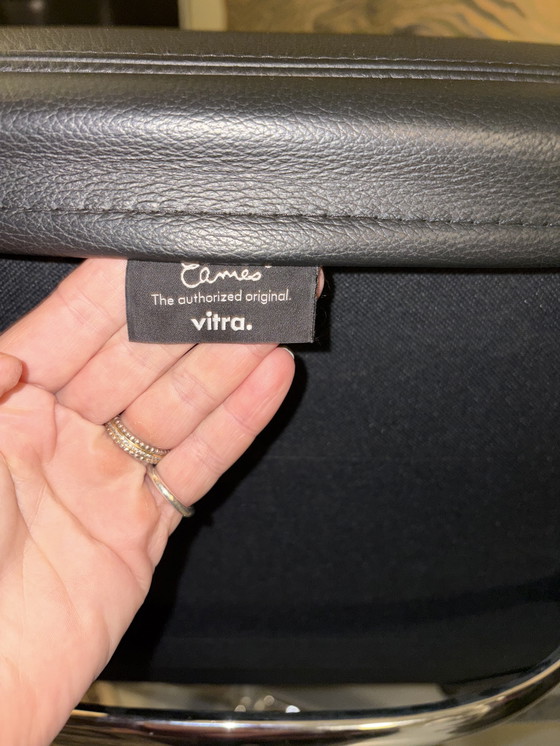 Eames
The authorized original.
vitra.